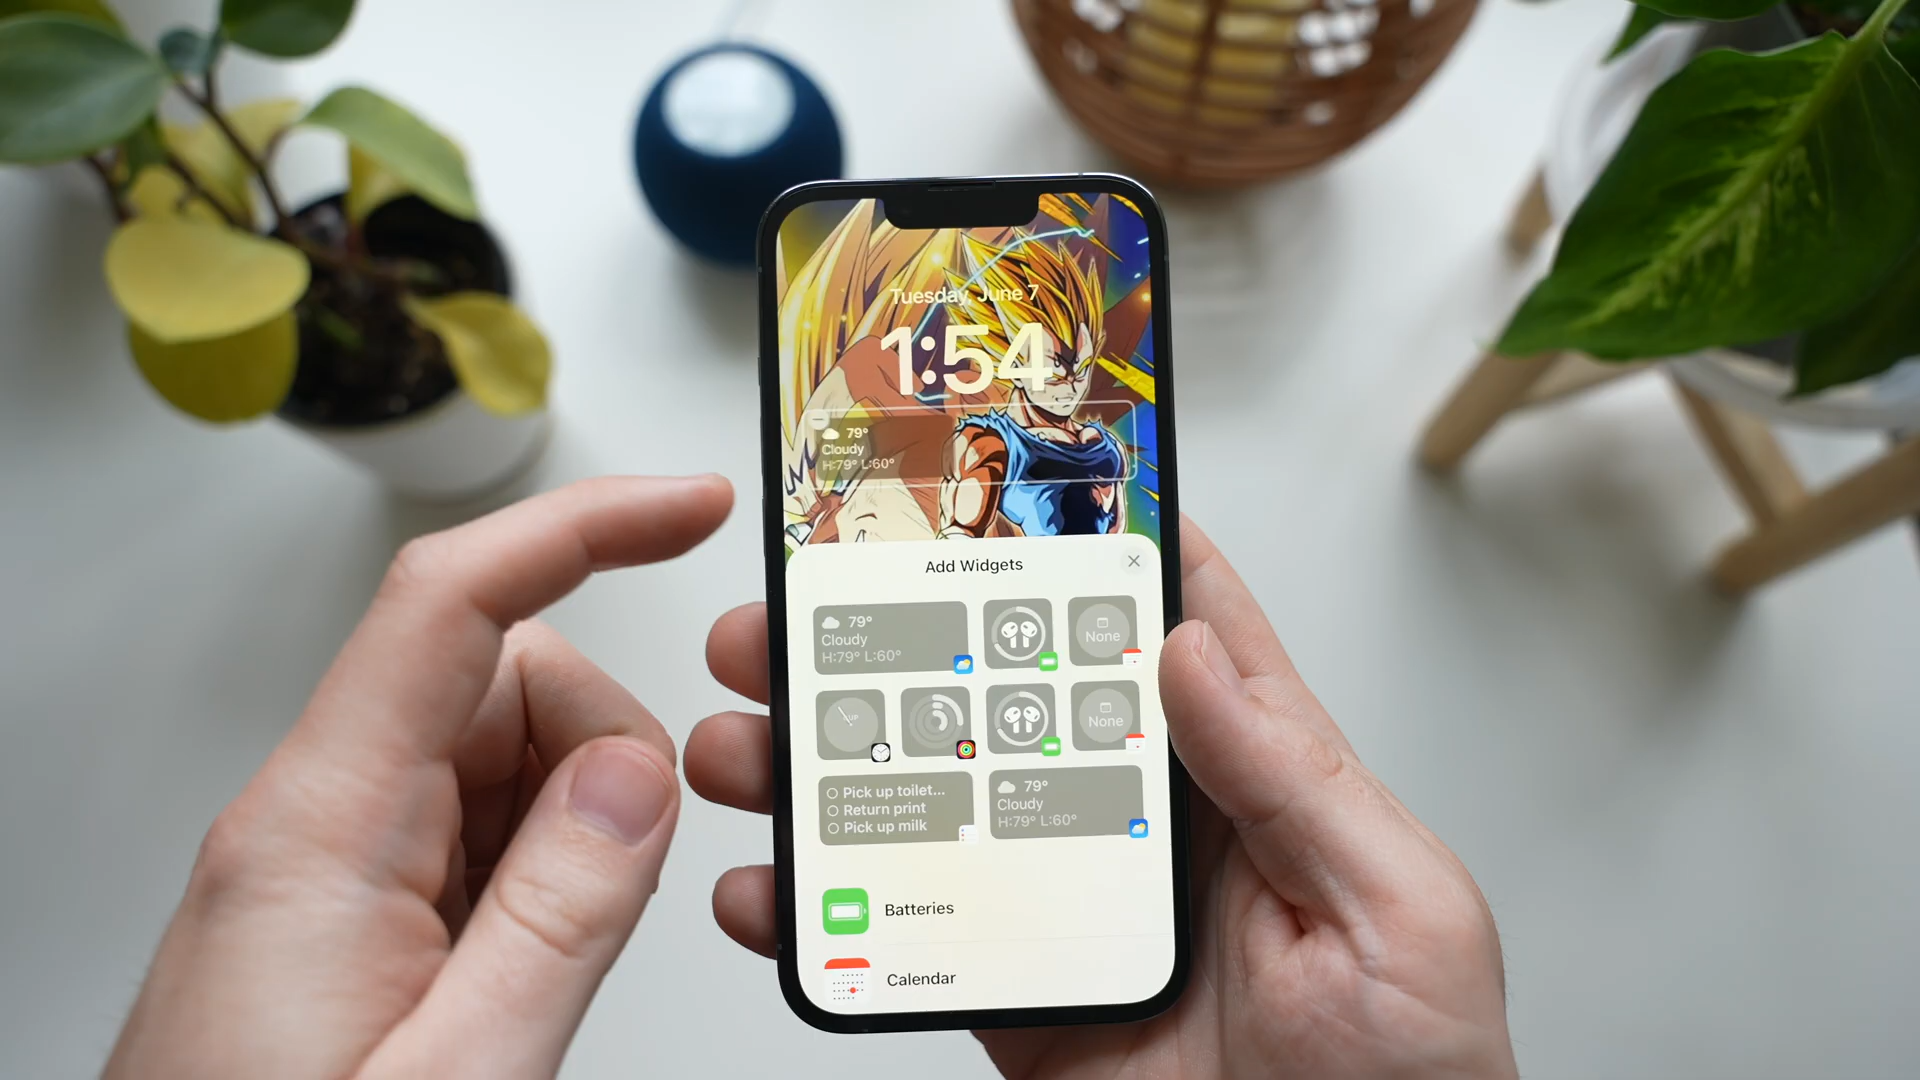 Tuesday, June 7
1:54
79°
Cloudy
H:79° L:60°
Add Widgets
79°
Cloudy
H:79° L:60°
None
CUP
None
Pick up toilet...
Return print
Pick up milk
79°
Cloudy
H:79° L:60°
Batteries
Calendar